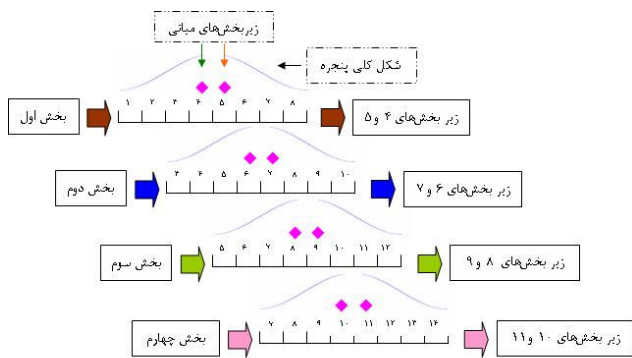 زیربخش‌های میانی
شکل کلی پنجره
۱ ۲ ۳ ۴ ۵ ۶ ۷ ۸
بخش اول
زیر بخش‌های ۴ و ۵
۳ ۴ ۵ ۶ ۷ ۸ ۹ ۱۰
بخش دوم
زیر بخش‌های ۶ و ۷
۵ ۶ ۷ ۸ ۹ ۱۰ ۱۱ ۱۲
بخش سوم
زیر بخش‌های ۸ و ۹
۷ ۸ ۹ ۱۰ ۱۱ ۱۲ ۱۳ ۱۴
بخش چهارم
زیر بخش‌های ۱۰ و ۱۱